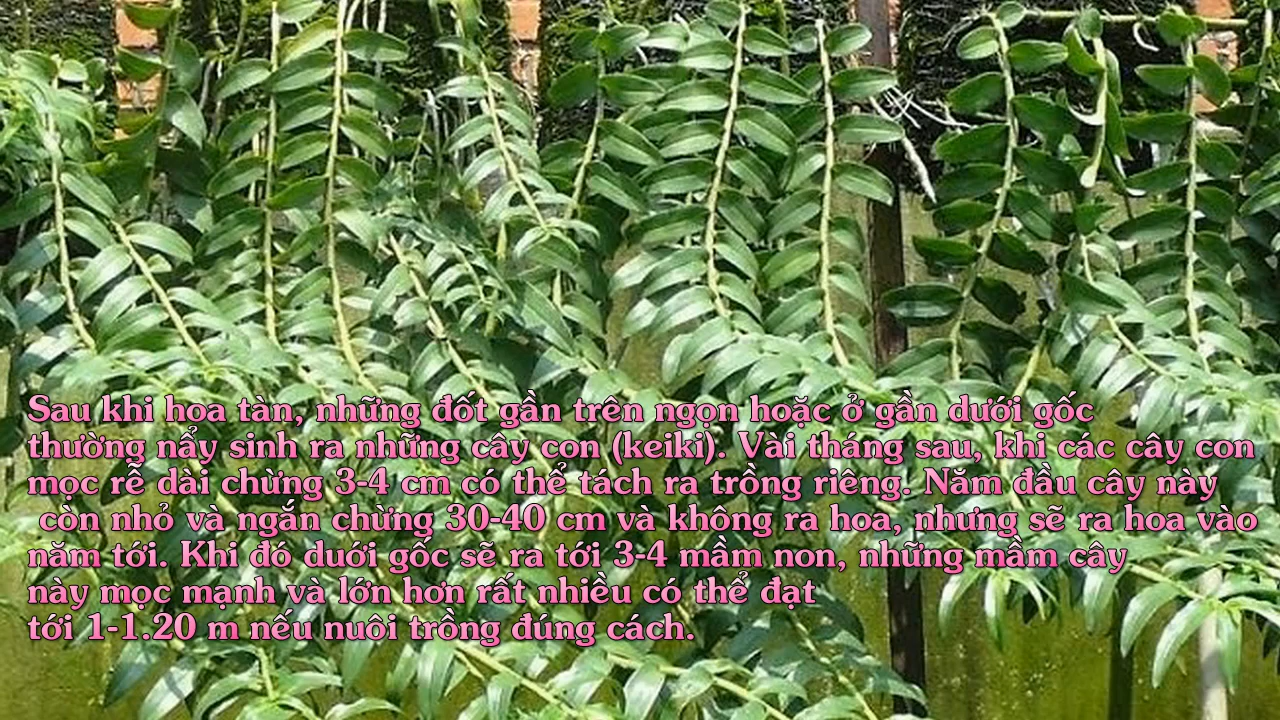 Sau khi hoa tàn, những đốt gần trên ngọn hoặc ở gần dưới gốc
thường nẩy sinh ra những cây con (keiki). Vài tháng sau, khi các cây con
mọc rễ dài chừng 3-4 cm có thể tách ra trồng riêng. Năm đầu cây này
còn nhỏ và ngắn chừng 30-40 cm và không ra hoa, nhưng sẽ ra hoa vào
năm tới. Khi đó duới gốc sẽ ra tới 3-4 mầm non, những mầm cây
này mọc mạnh và lớn hơn rất nhiều có thể đạt
tới 1-1.20 m nếu nuôi trồng đúng cách.